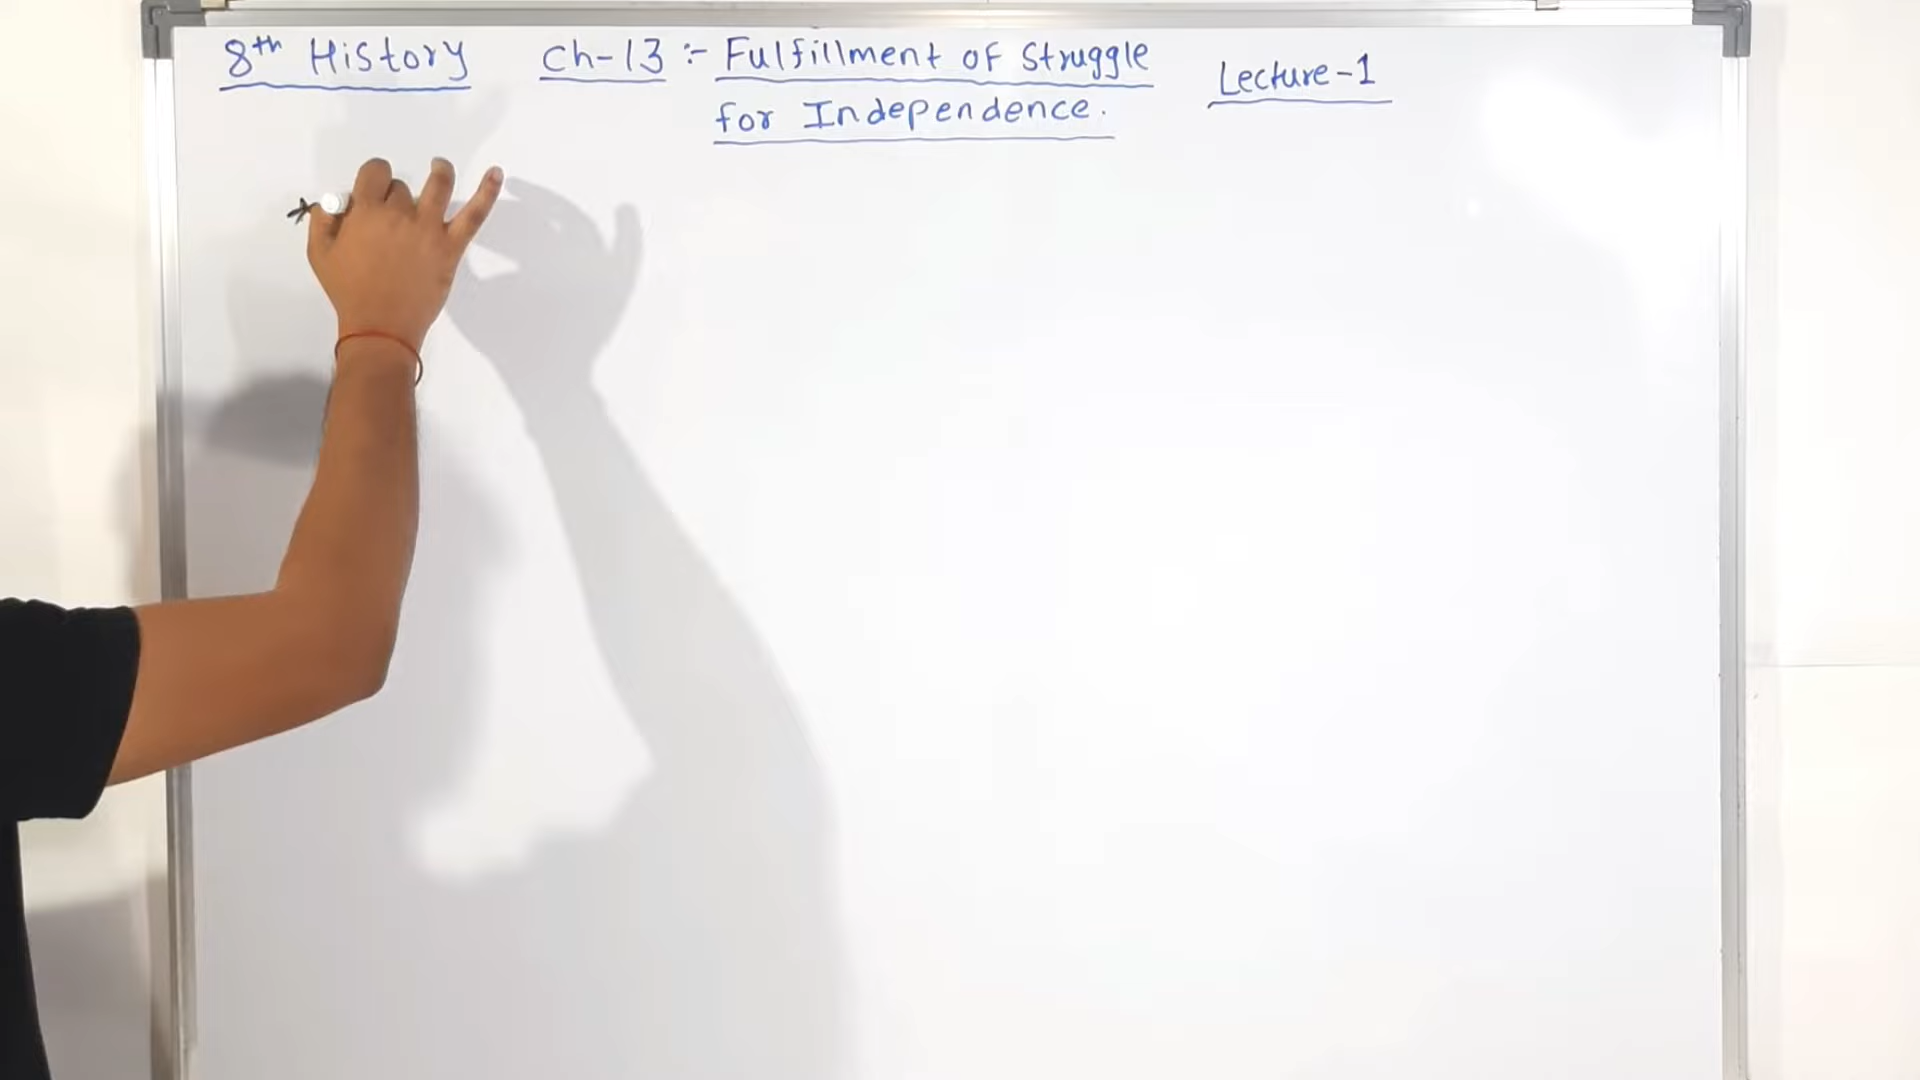 8th History Ch-13 :- Fulfillment of Struggle
for Independence.
Lecture-1
*